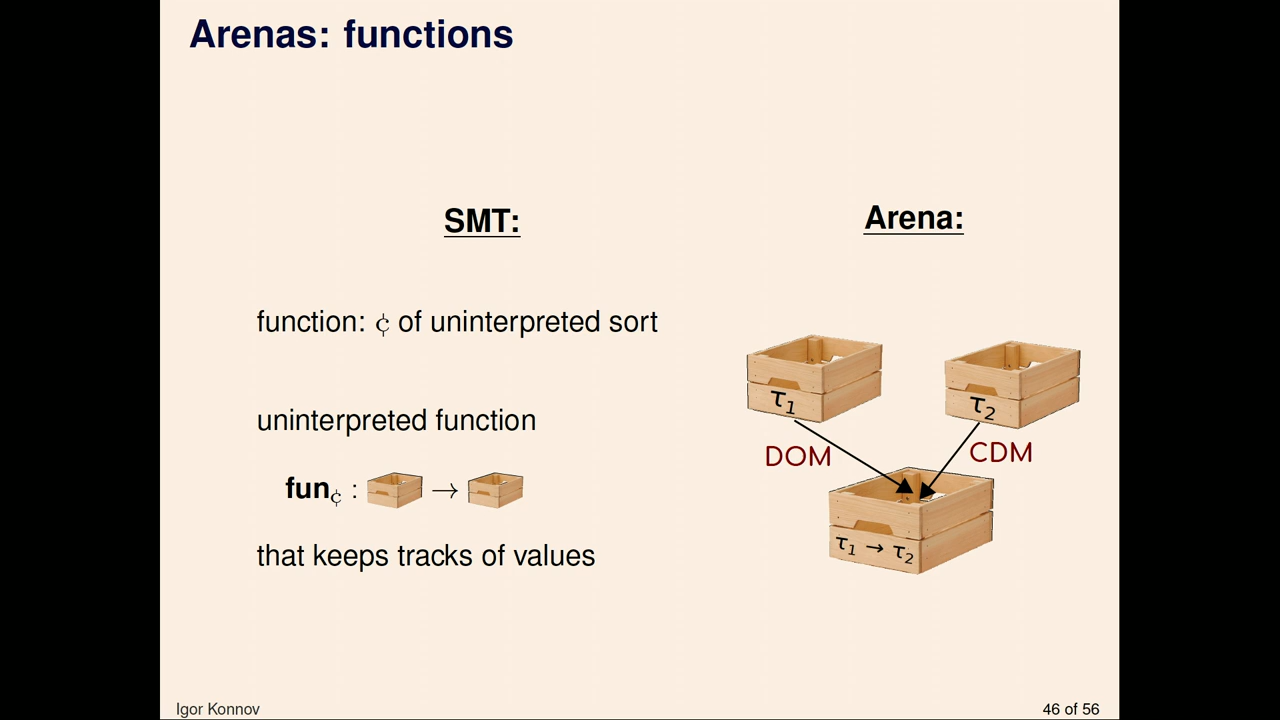 Arenas: functions
SMT:
Arena:
function: ¢ of uninterpreted sort
uninterpreted function
fun¢ : →
that keeps tracks of values
τ1
τ2
DOM
CDM
τ1 → τ2
Igor Konnov
46 of 56